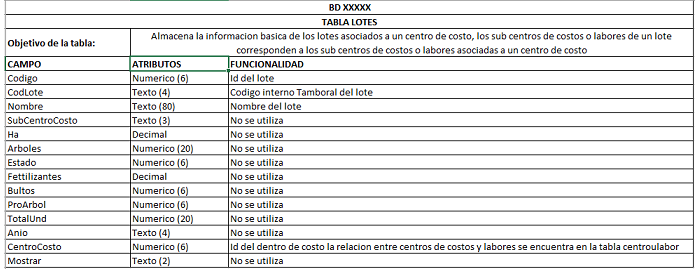 BD XXXXX
TABLA LOTES
Objetivo de la tabla: Almacena la informacion basica de los lotes asociados a un centro de costo, los sub centros de costos o labores de un lote
corresponden a los sub centros de costos o labores asociadas a un centro de costo
CAMPO ATRIBUTOS FUNCIONALIDAD
Codigo Numerico (6) Id del lote
CodLote Texto (4) Codigo interno Tamboral del lote
Nombre Texto (80) Nombre del lote
SubCentroCosto Texto (3) No se utiliza
Ha Decimal No se utiliza
Arboles Numerico (20) No se utiliza
Estado Numerico (6) No se utiliza
Fettilizantes Decimal No se utiliza
Bultos Numerico (6) No se utiliza
ProArbol Numerico (6) No se utiliza
TotalUnd Numerico (20) No se utiliza
Anio Texto (4) No se utiliza
CentroCosto Numerico (6) Id del dentro de costo la relacion entre centros de costos y labores se encuentra en la tabla centroulabor
Mostrar Texto (2) No se utiliza